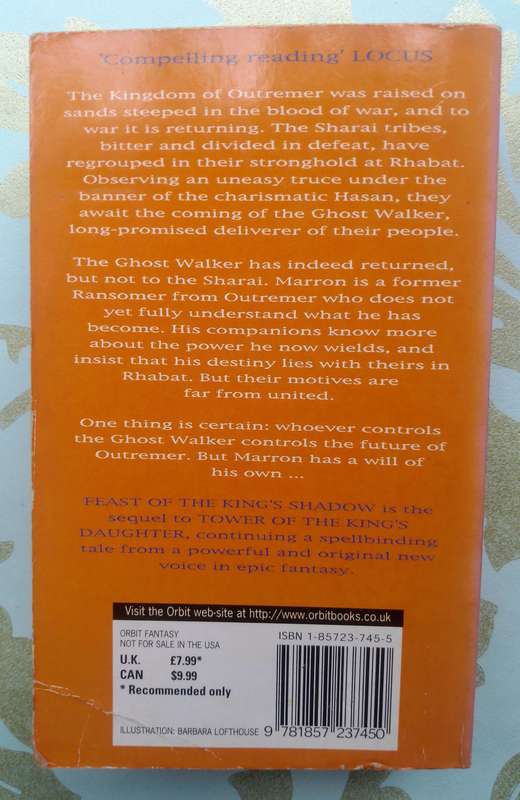 'Compelling reading' LOCUS
The Kingdom of Outremer was raised on
sands steeped in the blood of war, and to
war it is returning. The Sharai tribes,
bitter and divided in defeat, have
regrouped in their stronghold at Rhabat.
Observing an uneasy truce under the
banner of the charismatic Hasan, they
await the coming of the Ghost Walker,
long-promised deliverer of their people.
The Ghost Walker has indeed returned,
but not to the Sharai. Marron is a former
Ransomer from Outremer who does not
yet fully understand what he has
become. His companions know more
about the power he now wields, and
insist that his destiny lies with theirs in
Rhabat. But their motives are
far from united.
One thing is certain: whoever controls
the Ghost Walker controls the future of
Outremer. But Marron has a will of
his own ...
FEAST OF THE KING'S SHADOW is the
sequel to TOWER OF THE KING'S
DAUGHTER, continuing a spellbinding
tale from a powerful and original new
voice in epic fantasy.
Visit the Orbit web-site at http://www.orbitbooks.co.uk
ORBIT FANTASY
NOT FOR SALE IN THE USA
U.K. £7.99*
CAN $9.99
* Recommended only
ILLUSTRATION: BARBARA LOFTHOUSE
ISBN 1-85723-745-5
9 781857 237450